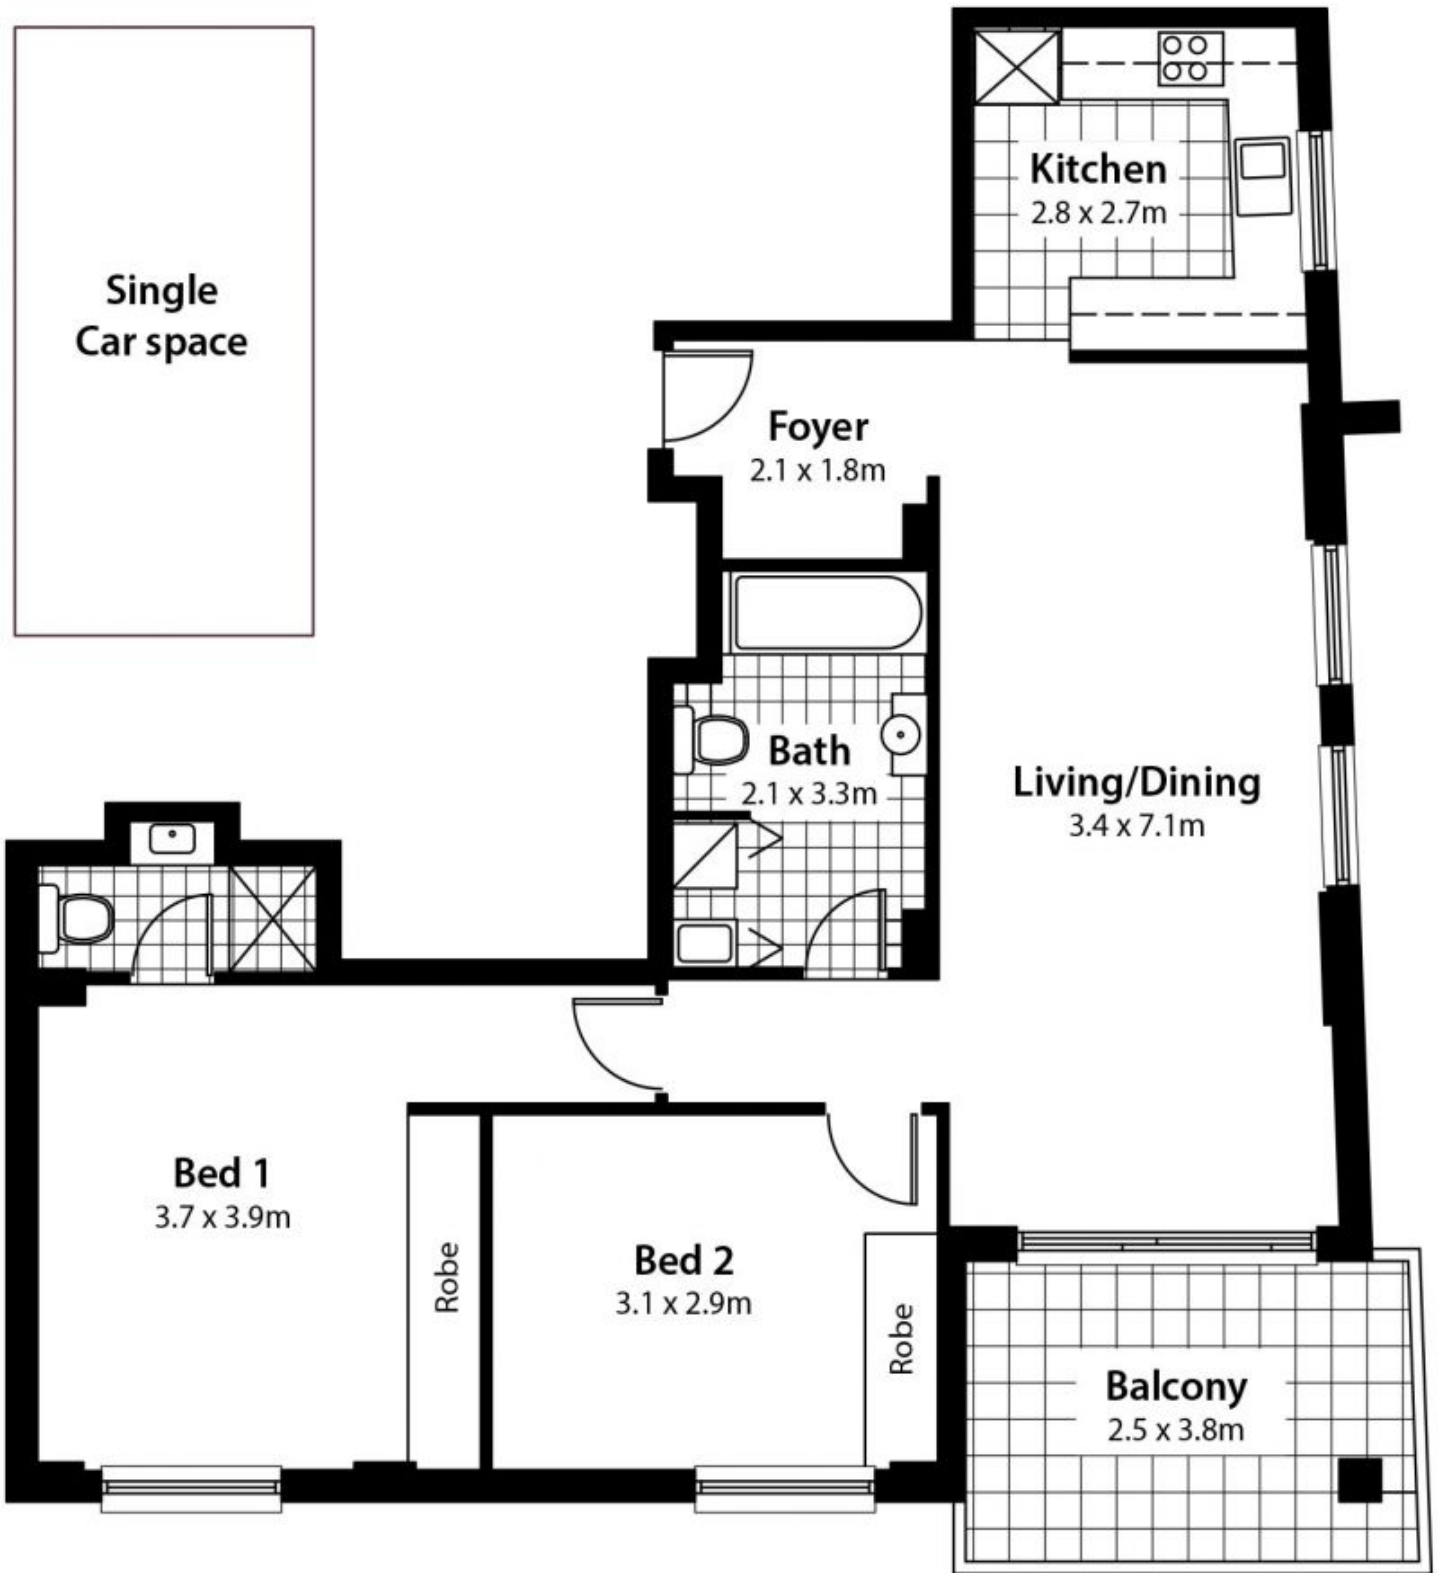 Kitchen
2.8 x 2.7m
Single
Car space
Foyer
2.1 x 1.8m
Bath
2.1 x 3.3m
Living/Dining
3.4 x 7.1m
Bed 1
3.7 x 3.9m
Robe
Bed 2
3.1 x 2.9m
Robe
Balcony
2.5 x 3.8m